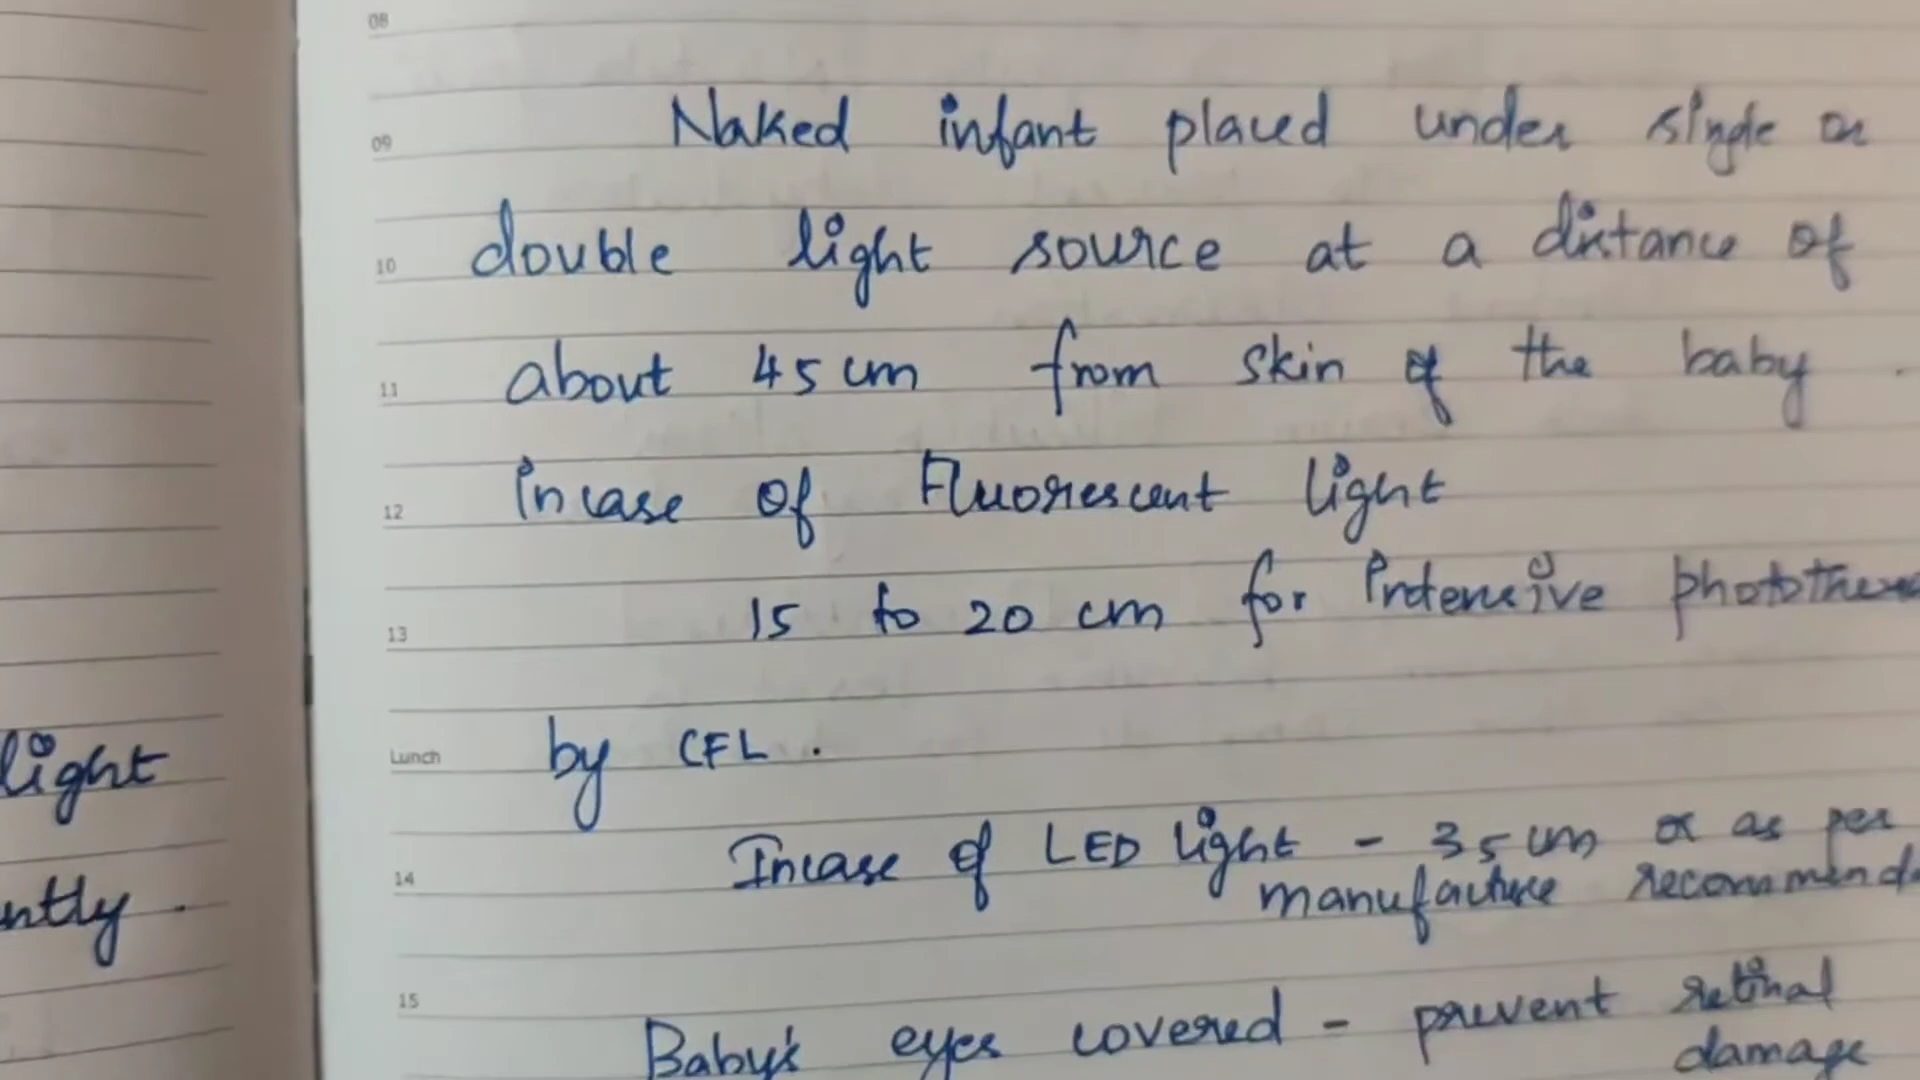 08
Naked infant placed under single or
09
double light source at a distance of
10
about 45 cm from skin of the baby .
11
incase of Fluorescent light
12
15 to 20 cm for intensive
13
by CFL .
Lunch
Incase of LED light - 35 cm or as per
14
manufacture
15
Baby's eyes covered - prevent retinal
damage
light